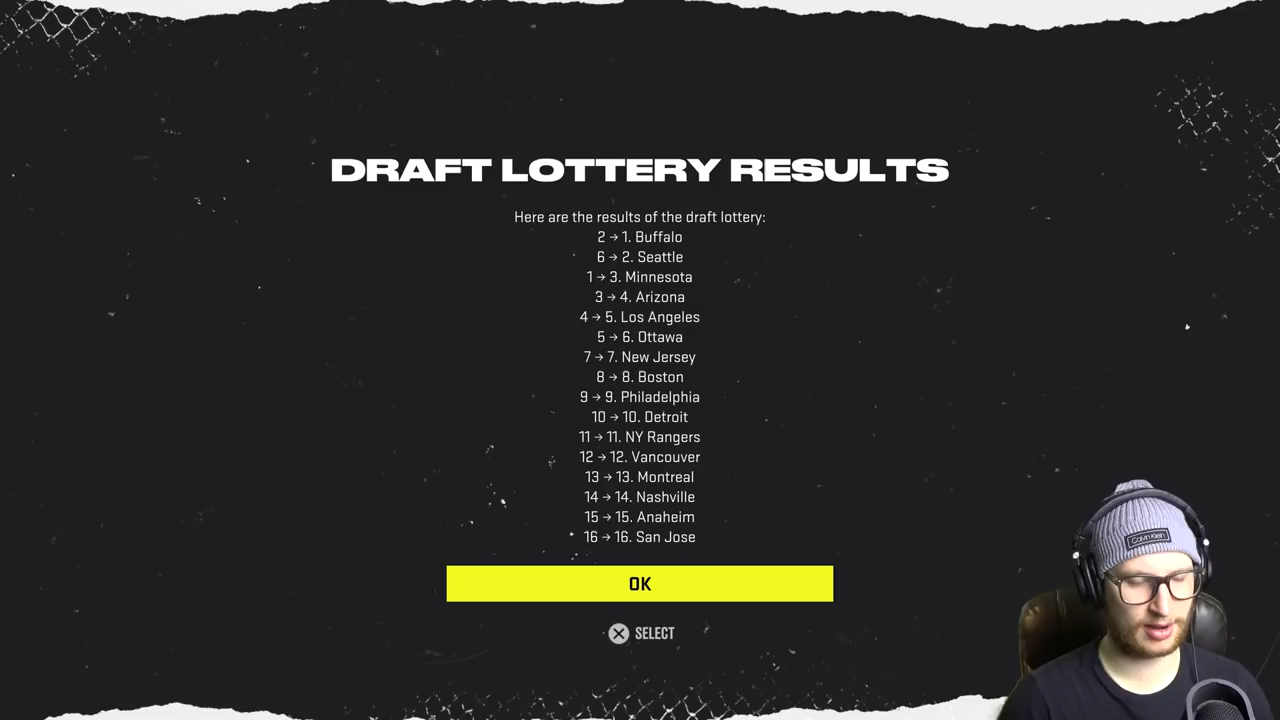 DRAFT LOTTERY RESULTS
Here are the results of the draft lottery:
2 → 1. Buffalo
6 → 2. Seattle
1 → 3. Minnesota
3 → 4. Arizona
4 → 5. Los Angeles
5 → 6. Ottawa
7 → 7. New Jersey
8 → 8. Boston
9 → 9. Philadelphia
10 → 10. Detroit
11 → 11. NY Rangers
12 → 12. Vancouver
13 → 13. Montreal
14 → 14. Nashville
15 → 15. Anaheim
16 → 16. San Jose
OK
SELECT
Calvin Klein